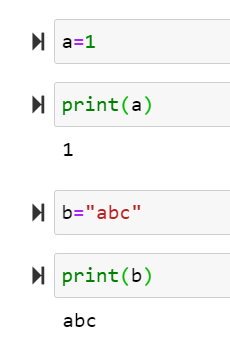 a=1
print(a)
1
b="abc"
print(b)
abc